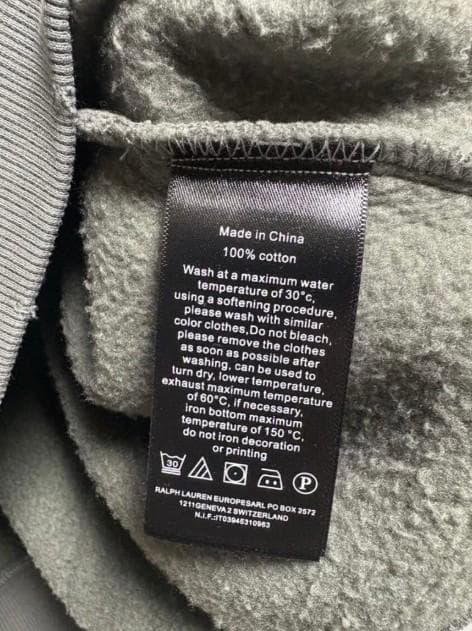 Made in China
100% cotton
Wash at a maximum water
temperature of 30°c,
using a softening procedure,
please wash with similar
color clothes,Do not bleach,
please remove the clothes
as soon as possible after
washing, can be used to
turn dry, lower temperature,
exhaust maximum temperature
of 60°C, if necessary,
iron bottom maximum
temperature of 150 °C,
do not iron decoration
or printing
30 P
RALPH LAUREN EUROPESARL PO BOX 2572
1211GENEVA 2 SWITZERLAND
N.I.F.:IT03945310963